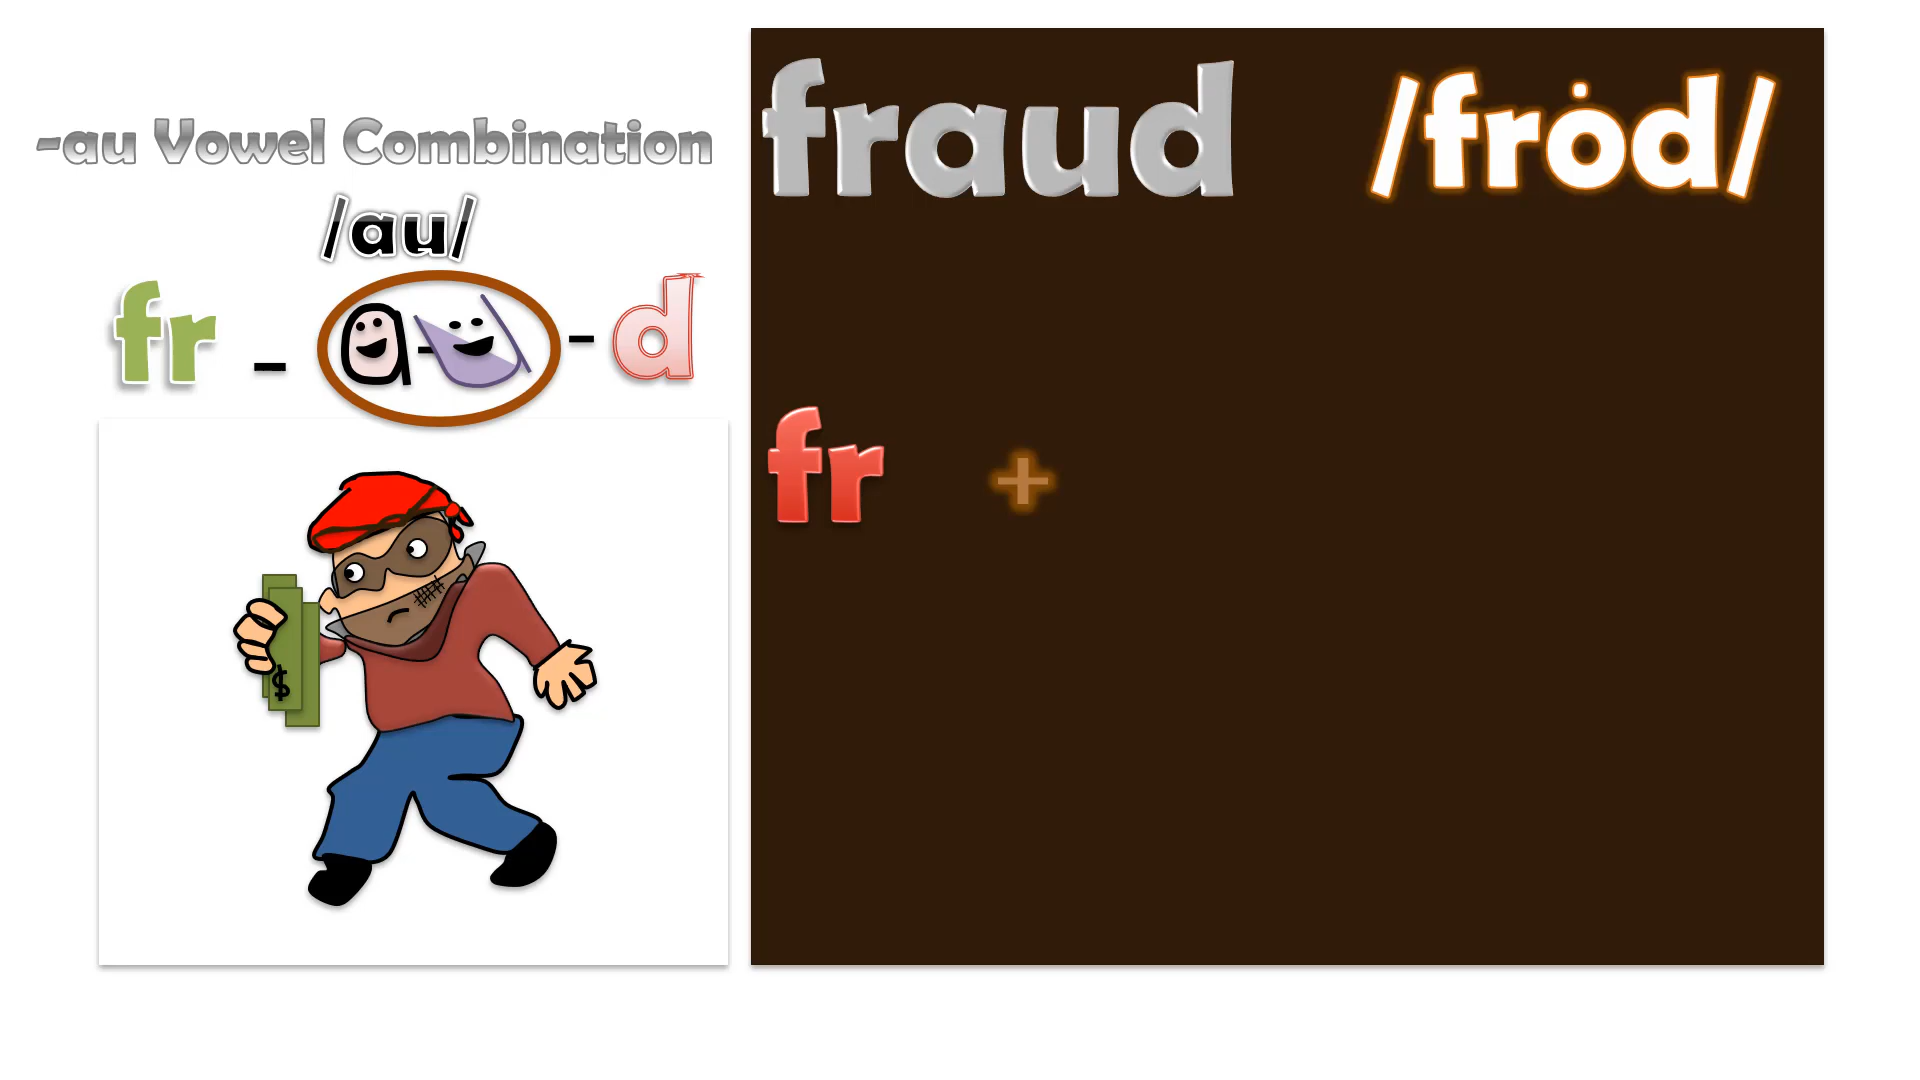 -au Vowel Combination
/au/
fr - a-u - d
$
fraud /frȯd/
fr +